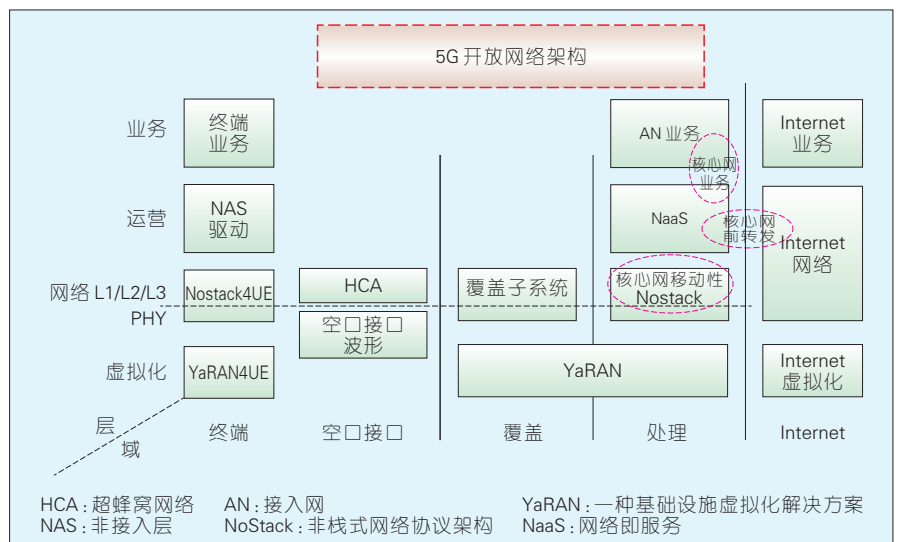 5G 开放网络架构
业务
终端
业务
AN 业务
核心网
业务
Internet
业务
运营
NAS
驱动
NaaS
核心网
前转发
Internet
网络
网络 L1/L2/L3
PHY
Nostack4UE
HCA
空口接口
波形
覆盖子系统
核心网移动性
Nostack
虚拟化
YaRAN4UE
YaRAN
Internet
虚拟化
层
域
终端
空口接口
覆盖
处理
Internet
HCA：超蜂窝网络 AN：接入网 YaRAN：一种基础设施虚拟化解决方案
NAS：非接入层 NoStack：非栈式网络协议架构 NaaS：网络即服务